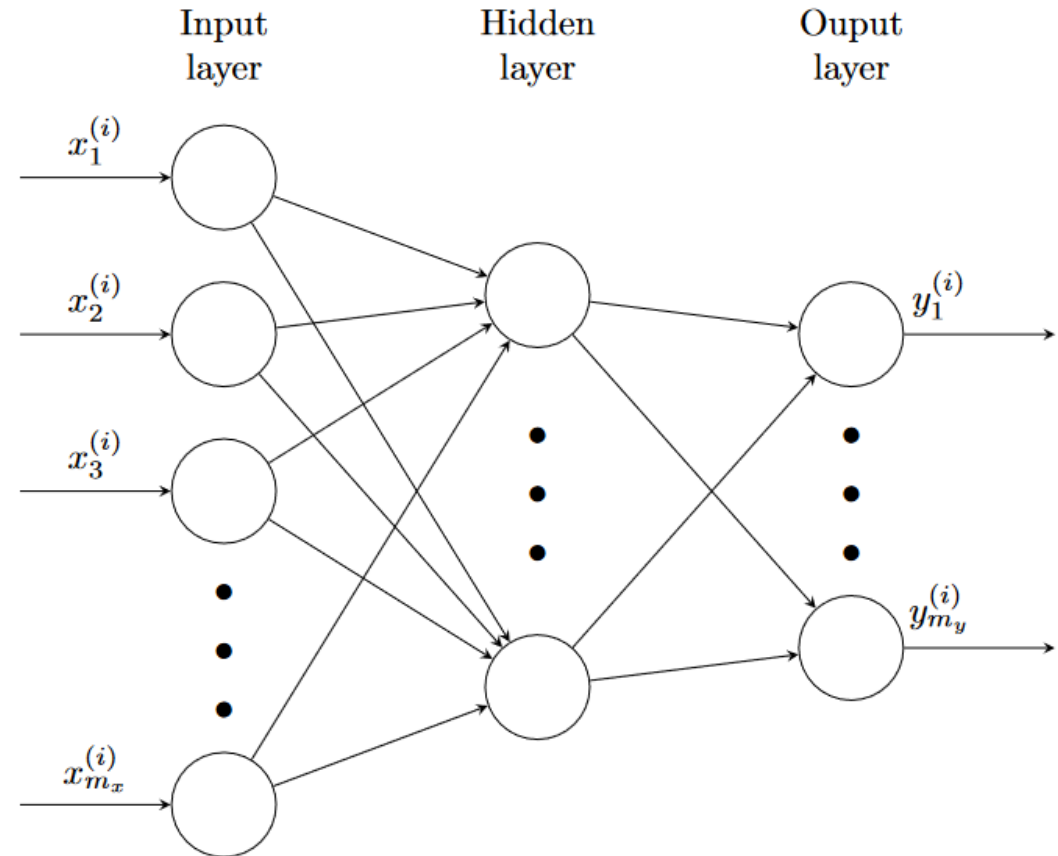 Input Hidden Ouput
layer layer layer
x_1^{(i)}
x_2^{(i)}
y_1^{(i)}
x_3^{(i)}
y_{m_y}^{(i)}
x_{m_x}^{(i)}